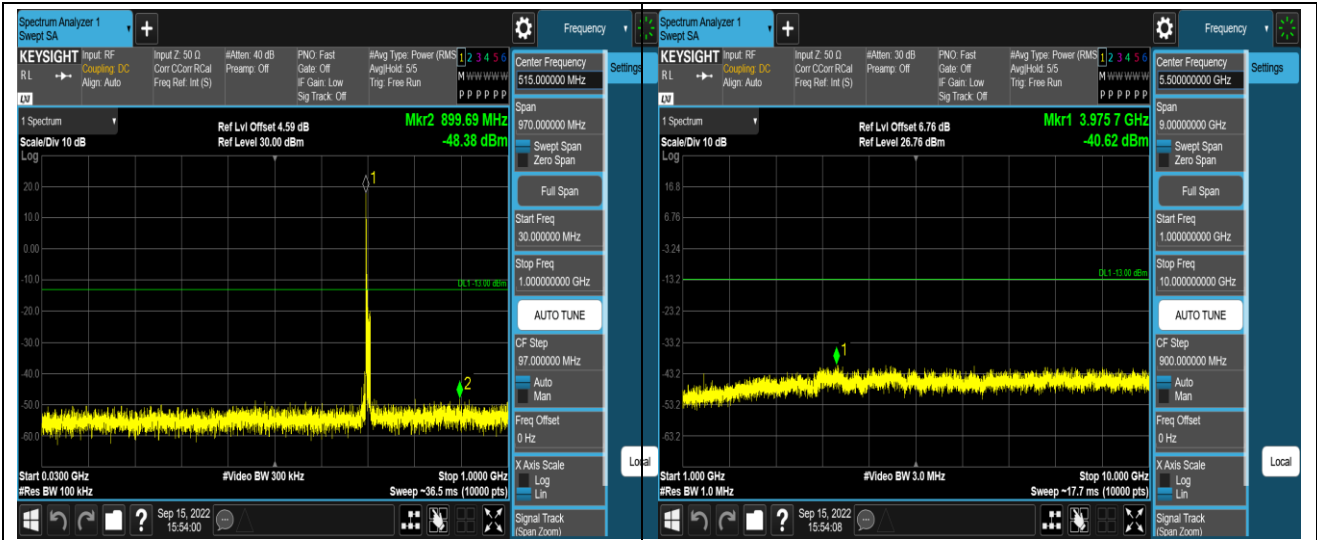 Spectrum Analyzer 1
Swept SA
+
Frequency
KEYSIGHT
RL
LXI
Input: RF
Coupling: DC
Align: Auto
Input Z: 50 Ω
Corr CCorr RCal
Freq Ref: Int (S)
#Atten: 40 dB
Preamp: Off
PNO: Fast
Gate: Off
IF Gain: Low
Sig Track: Off
#Avg Type: Power (RMS
Avg|Hold: 5/5
Trig: Free Run
1 2 3 4 5 6
M W W W W W
P P P P P P
1 Spectrum
Scale/Div 10 dB
Log
Ref Lvl Offset 4.59 dB
Ref Level 30.00 dBm
Mkr2 899.69 MHz
-48.38 dBm
1
20.0
10.0
0.00
DL1 -13.00 dBm
-10.0
-20.0
-30.0
-40.0
2
-50.0
-60.0
Start 0.0300 GHz
#Res BW 100 kHz
#Video BW 300 kHz
Stop 1.0000 GHz
Sweep ~36.5 ms (10000 pts)
Sep 15, 2022
15:54:00
?
Center Frequency
515.000000 MHz
Settings
Span
970.000000 MHz
Swept Span
Zero Span
Full Span
Start Freq
30.000000 MHz
Stop Freq
1.000000000 GHz
AUTO TUNE
CF Step
97.000000 MHz
Auto
Man
Freq Offset
0 Hz
X Axis Scale
Log
Lin
Local
Signal Track
(Span Zoom)
Spectrum Analyzer 1
Swept SA
+
Frequency
KEYSIGHT
RL
LXI
Input: RF
Coupling: DC
Align: Auto
Input Z: 50 Ω
Corr CCorr RCal
Freq Ref: Int (S)
#Atten: 30 dB
Preamp: Off
PNO: Fast
Gate: Off
IF Gain: Low
Sig Track: Off
#Avg Type: Power (RMS
Avg|Hold: 5/5
Trig: Free Run
1 2 3 4 5 6
M W W W W W
P P P P P P
1 Spectrum
Scale/Div 10 dB
Log
Ref Lvl Offset 6.76 dB
Ref Level 26.76 dBm
Mkr1 3.975 7 GHz
-40.62 dBm
16.8
6.76
-3.24
DL1 -13.00 dBm
-13.2
-23.2
-33.2
1
-43.2
-53.2
-63.2
Start 1.000 GHz
#Res BW 1.0 MHz
#Video BW 3.0 MHz
Stop 10.000 GHz
Sweep ~17.7 ms (10000 pts)
Sep 15, 2022
15:54:08
?
Center Frequency
5.500000000 GHz
Settings
Span
9.00000000 GHz
Swept Span
Zero Span
Full Span
Start Freq
1.000000000 GHz
Stop Freq
10.000000000 GHz
AUTO TUNE
CF Step
900.000000 MHz
Auto
Man
Freq Offset
0 Hz
X Axis Scale
Log
Lin
Local
Signal Track
(Span Zoom)